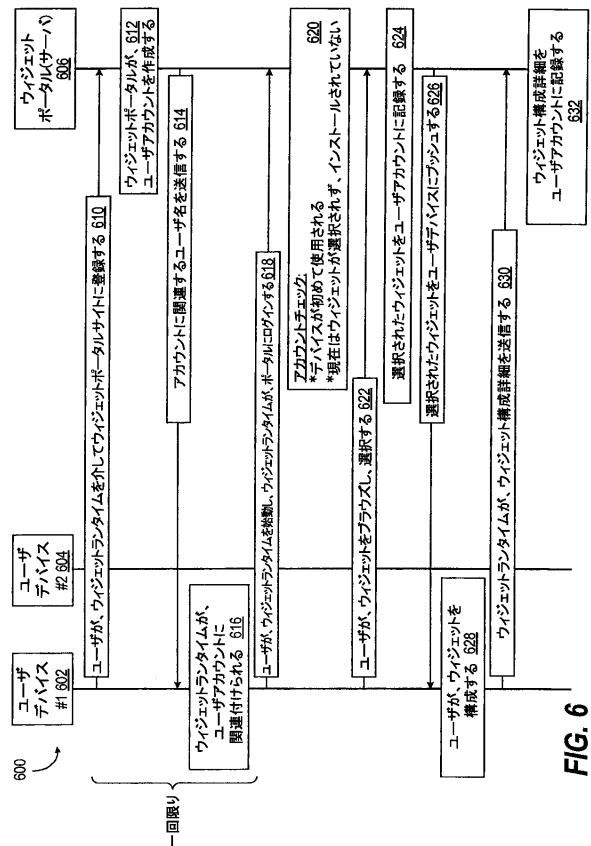 600
ユーザ
デバイス
#1 602
ユーザ
デバイス
#2 604
ウィジェット
ポータル(サーバ)
606
一回限り
ユーザが、ウィジェットランタイムを介してウィジェットポータルサイトに登録する 610
ウィジェットポータルが、 612
ユーザアカウントを作成する
アカウントに関連するユーザ名を送信する 614
ウィジェットランタイムが、
ユーザアカウントに
関連付けられる 616
ユーザが、ウィジェットランタイムを始動し、ウィジェットランタイムが、ポータルにログインする 618
アカウントチェック:
*デバイスが初めて使用される
*現在はウィジェットが選択されず、インストールされていない
620
ユーザが、ウィジェットをブラウズし、選択する 622
選択されたウィジェットをユーザアカウントに記録する 624
選択されたウィジェットをユーザデバイスにプッシュする 626
ユーザが、ウィジェットを
構成する 628
ウィジェットランタイムが、ウィジェット構成詳細を送信する 630
ウィジェット構成詳細を
ユーザアカウントに記録する
632
FIG. 6